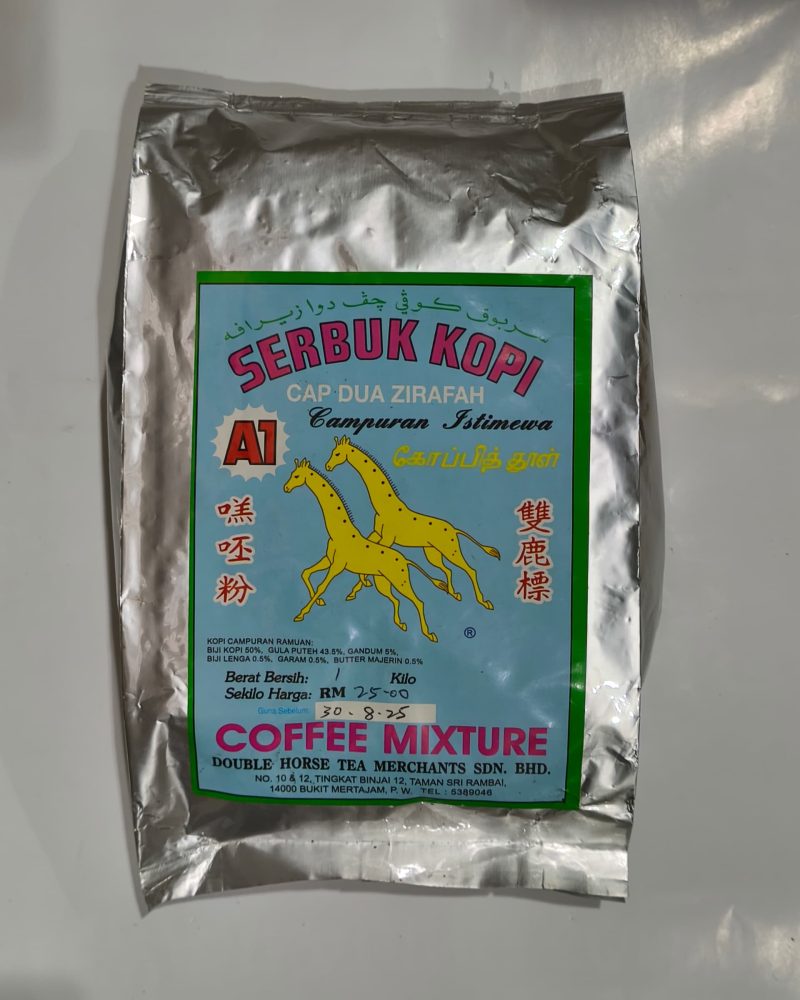 سربوق كوڤي چڤ دوا زيرافه
SERBUK KOPI
CAP DUA ZIRAFAH
Campuran Istimewa
A1
கோப்பித் தூள்
嘿呸粉
雙鹿標
®
KOPI CAMPURAN RAMUAN:
BIJI KOPI 50%, GULA PUTEH 43.5%, GANDUM 5%,
BIJI LENGA 0.5%, GARAM 0.5%, BUTTER MAJERIN 0.5%
Berat Bersih: 1 Kilo
Sekilo Harga: RM 25-00
Guna Sebelum: 30-8-25
COFFEE MIXTURE
DOUBLE HORSE TEA MERCHANTS SDN. BHD.
NO. 10 & 12, TINGKAT BINJAI 12, TAMAN SRI RAMBAI,
14000 BUKIT MERTAJAM, P. W. TEL : 5389046